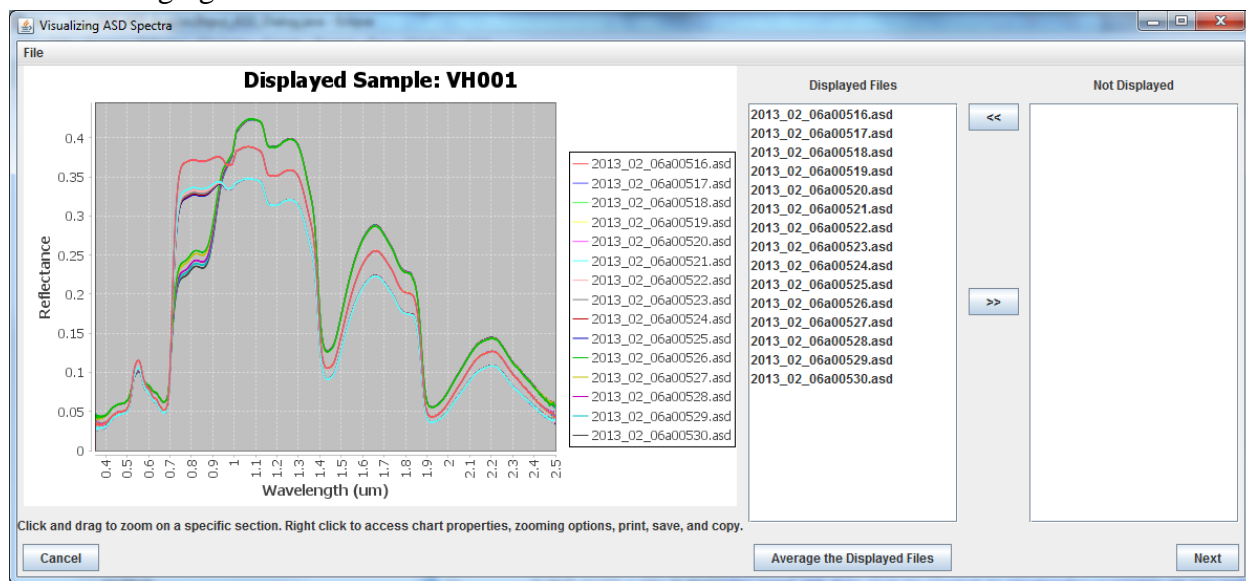 Visualizing ASD Spectra
File
Displayed Sample: VH001
Reflectance
0.4
0.35
0.3
0.25
0.2
0.15
0.1
0.05
0
0.4 0.5 0.6 0.7 0.8 0.9 1 1.1 1.2 1.3 1.4 1.5 1.6 1.7 1.8 1.9 2 2.1 2.2 2.3 2.4 2.5
Wavelength (um)
2013_02_06a00516.asd
2013_02_06a00517.asd
2013_02_06a00518.asd
2013_02_06a00519.asd
2013_02_06a00520.asd
2013_02_06a00521.asd
2013_02_06a00522.asd
2013_02_06a00523.asd
2013_02_06a00524.asd
2013_02_06a00525.asd
2013_02_06a00526.asd
2013_02_06a00527.asd
2013_02_06a00528.asd
2013_02_06a00529.asd
2013_02_06a00530.asd
Displayed Files
2013_02_06a00516.asd
2013_02_06a00517.asd
2013_02_06a00518.asd
2013_02_06a00519.asd
2013_02_06a00520.asd
2013_02_06a00521.asd
2013_02_06a00522.asd
2013_02_06a00523.asd
2013_02_06a00524.asd
2013_02_06a00525.asd
2013_02_06a00526.asd
2013_02_06a00527.asd
2013_02_06a00528.asd
2013_02_06a00529.asd
2013_02_06a00530.asd
<<
>>
Not Displayed
Click and drag to zoom on a specific section. Right click to access chart properties, zooming options, print, save, and copy.
Cancel
Average the Displayed Files
Next